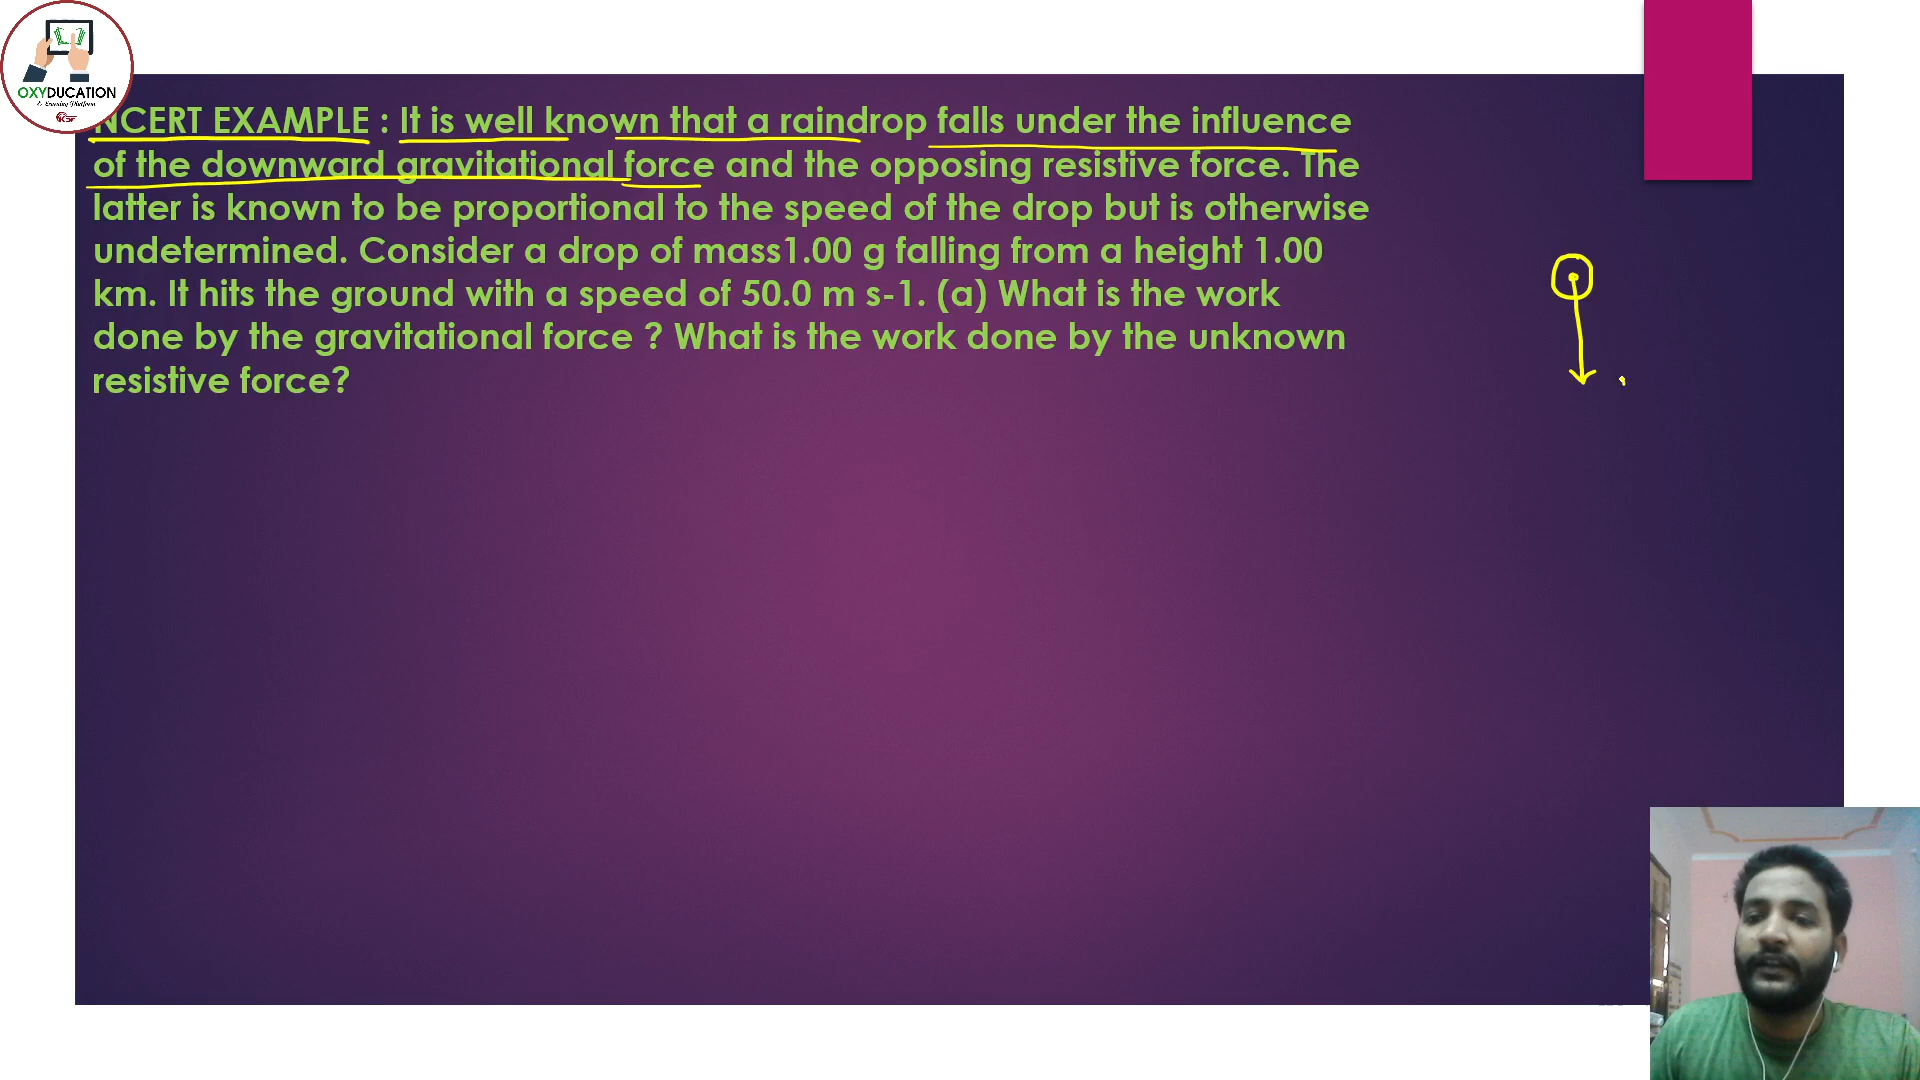 OXYDUCATION
e Learning Platform
NCERT EXAMPLE : It is well known that a raindrop falls under the influence
of the downward gravitational force and the opposing resistive force. The
latter is known to be proportional to the speed of the drop but is otherwise
undetermined. Consider a drop of mass1.00 g falling from a height 1.00
km. It hits the ground with a speed of 50.0 m s-1. (a) What is the work
done by the gravitational force ? What is the work done by the unknown
resistive force?